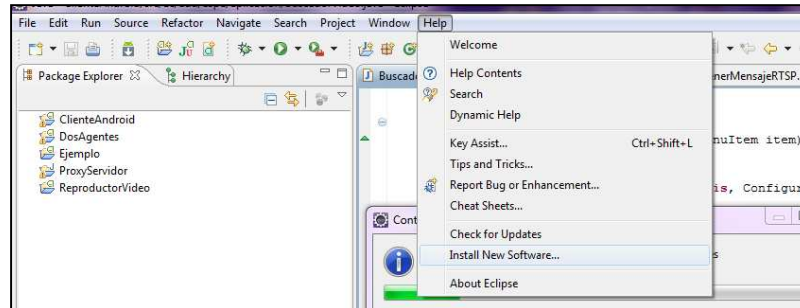 File Edit Run Source Refactor Navigate Search Project Window Help
Package Explorer Hierarchy
ClienteAndroid
DosAgentes
Ejemplo
ProxyServidor
ReproductorVideo
Welcome
Help Contents
Search
Dynamic Help
Key Assist... Ctrl+Shift+L
Tips and Tricks...
Report Bug or Enhancement...
Cheat Sheets...
Check for Updates
Install New Software...
About Eclipse
Buscad
enerMensajeRTSP.
nuItem item)
is, Configu
Cont
s